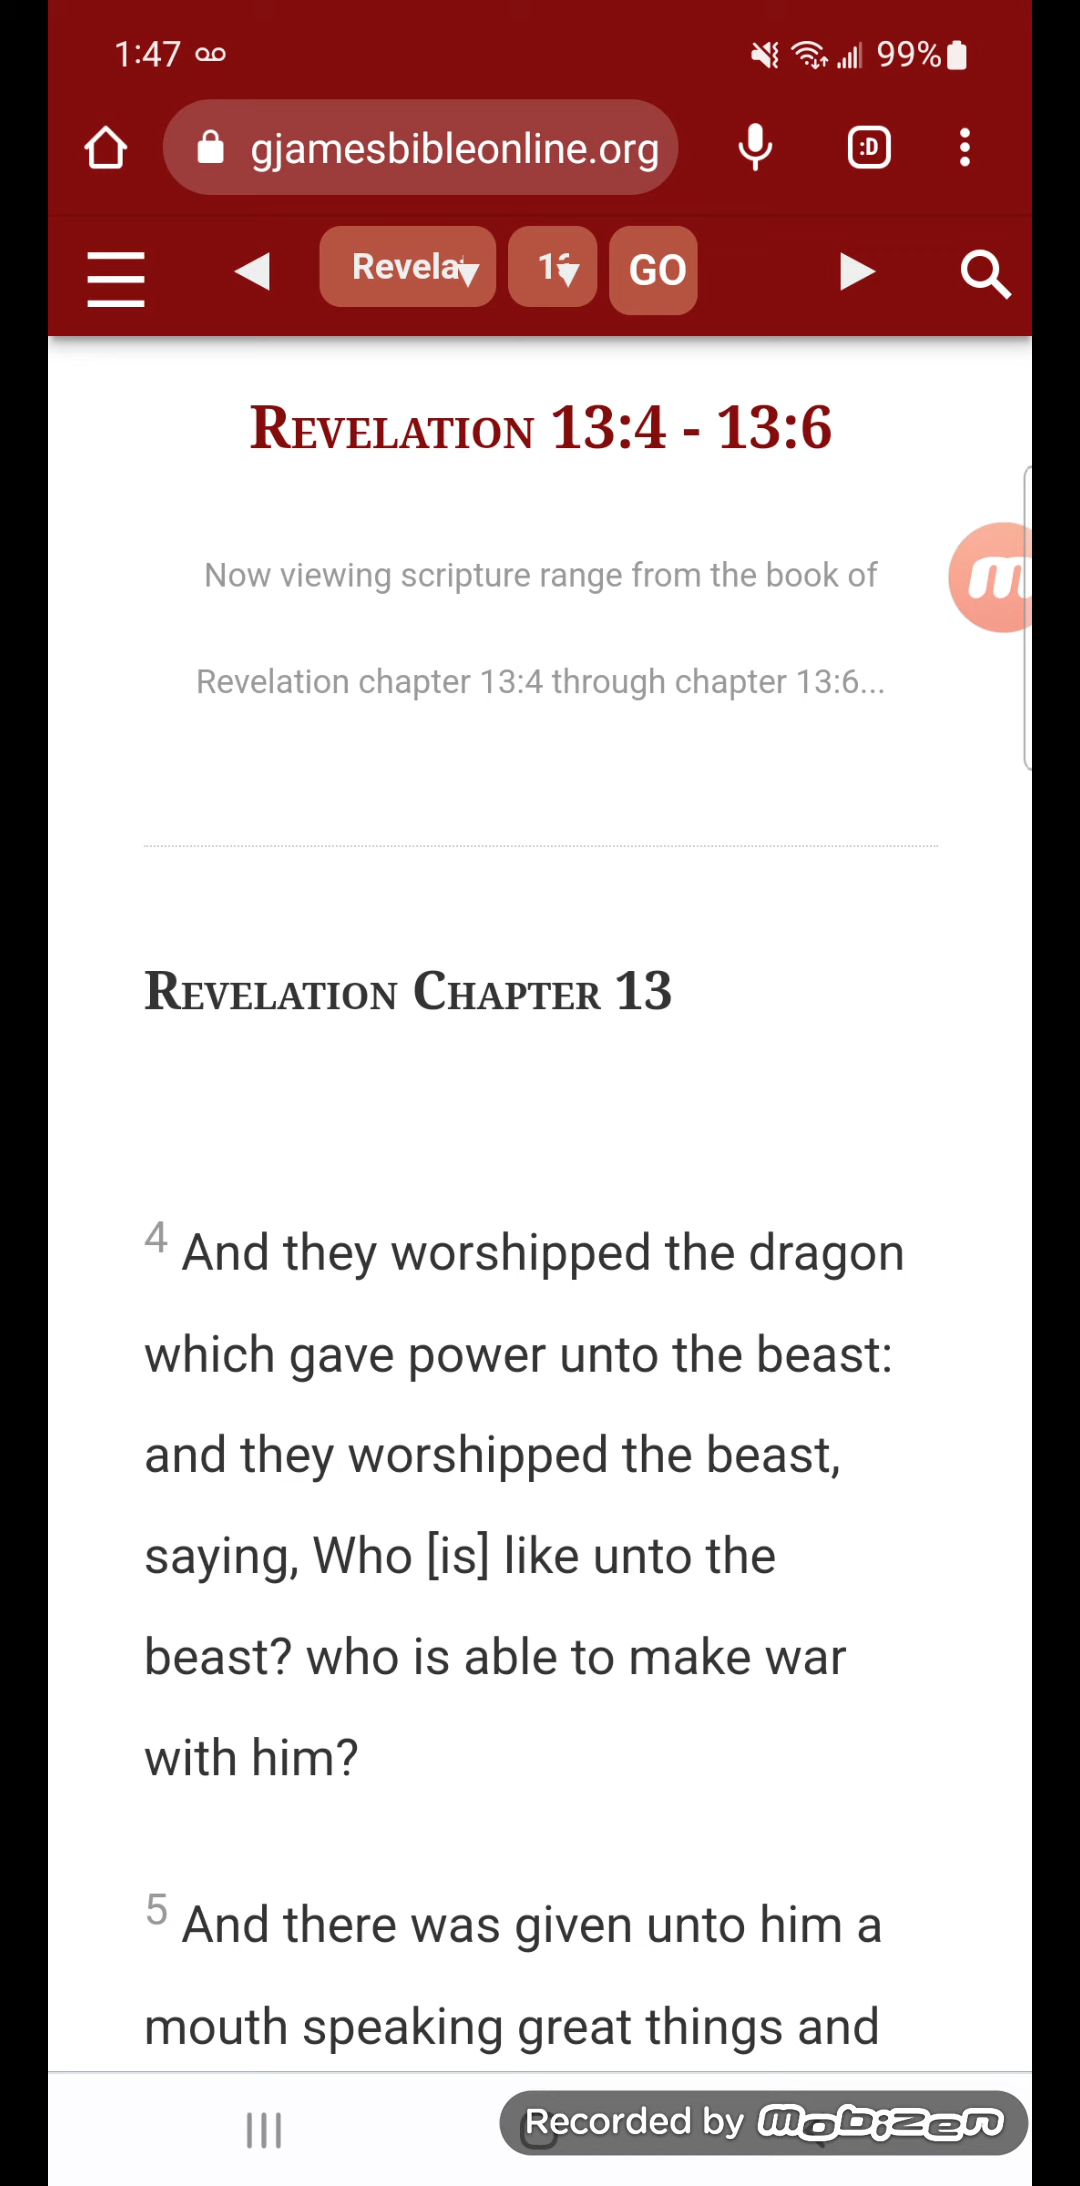 1:47
99%
gjamesbibleonline.org
:D
Revela
GO
Revelation 13:4 - 13:6
Now viewing scripture range from the book of
Revelation chapter 13:4 through chapter 13:6...
Revelation Chapter 13
4 And they worshipped the dragon
which gave power unto the beast:
and they worshipped the beast,
saying, Who [is] like unto the
beast? who is able to make war
with him?
5 And there was given unto him a
mouth speaking great things and
Recorded by mobizen